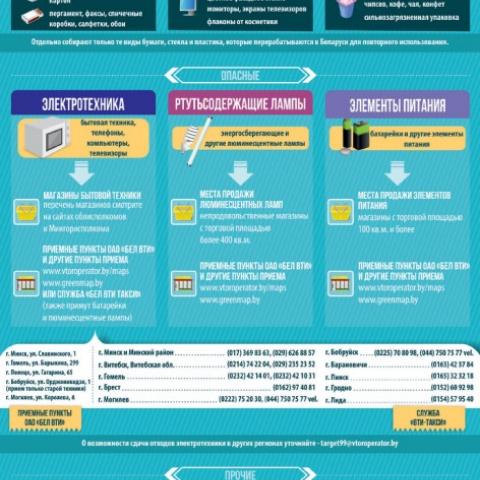 картон
пергамент, факсы, спичечные
коробки, салфетки, обои
мониторы, экраны телевизоров
флаконы от косметики
чипсов, кофе, чая, конфет
сильнозагрязненная упаковка
Отдельно собирают только те виды бумаги, стекла и пластика, которые перерабатываются в Беларуси для повторного использования.
ОПАСНЫЕ
ЭЛЕКТРОТЕХНИКА
бытовая техника,
телефоны,
компьютеры,
телевизоры
МАГАЗИНЫ БЫТОВОЙ ТЕХНИКИ
перечень магазинов смотрите
на сайтах облисполкомов
и Мингорисполкома
ПРИЕМНЫЕ ПУНКТЫ ОАО «БЕЛ ВТИ»
И ДРУГИЕ ПУНКТЫ ПРИЕМА
www.vtoroperator.by/maps
www.greenmap.by
ИЛИ СЛУЖБА «БЕЛ ВТИ ТАКСИ»
(также примут батарейки
и люминесцентные лампы)
РТУТЬСОДЕРЖАЩИЕ ЛАМПЫ
энергосберегающие и
другие люминесцентные лампы
МЕСТА ПРОДАЖИ
ЛЮМИНЕСЦЕНТНЫХ ЛАМП
непродовольственные магазины
с торговой площадью
более 400 кв.м.
ПРИЕМНЫЕ ПУНКТЫ ОАО «БЕЛ ВТИ»
И ДРУГИЕ ПУНКТЫ ПРИЕМА
www.vtoroperator.by/maps
www.greenmap.by
ЭЛЕМЕНТЫ ПИТАНИЯ
батарейки и другие элементы
питания
МЕСТА ПРОДАЖИ ЭЛЕМЕНТОВ
ПИТАНИЯ
магазины с торговой площадью
100 кв.м. и более
ПРИЕМНЫЕ ПУНКТЫ ОАО «БЕЛ ВТИ»
И ДРУГИЕ ПУНКТЫ ПРИЕМА
www.vtoroperator.by/maps
www.greenmap.by
г. Минск, ул. Славинского, 1
г. Гомель, ул. Барыкина, 299
г. Полоцк, ул. Гагарина, 65
г. Бобруйск, ул. Орджоникидзе, 1
(прием только старой техники)
г. Могилев, ул. Королева, 8
ПРИЕМНЫЕ ПУНКТЫ
ОАО «БЕЛ ВТИ»
г. Минск и Минский район (017) 369 83 63, (029) 626 88 57
г. Витебск, Витебская обл. (0214) 74 22 04, (029) 235 23 52
г. Гомель (0232) 42 14 01, (0232) 42 10 31
г. Брест (0162) 97 40 81
г. Могилев (0222) 75 20 30, (044) 750 75 77 vel.
г. Бобруйск (0225) 70 80 98, (044) 750 75 77 vel.
г. Барановичи (0163) 42 37 84
г. Пинск (0165) 32 32 18
г. Гродно (0152) 68 92 98
г. Лида (0154) 57 95 40
СЛУЖБА
«ВТИ-ТАКСИ»
О возможности сдачи отходов электротехники в других регионах уточняйте - target99@vtoroperator.by
ПРОЧИЕ